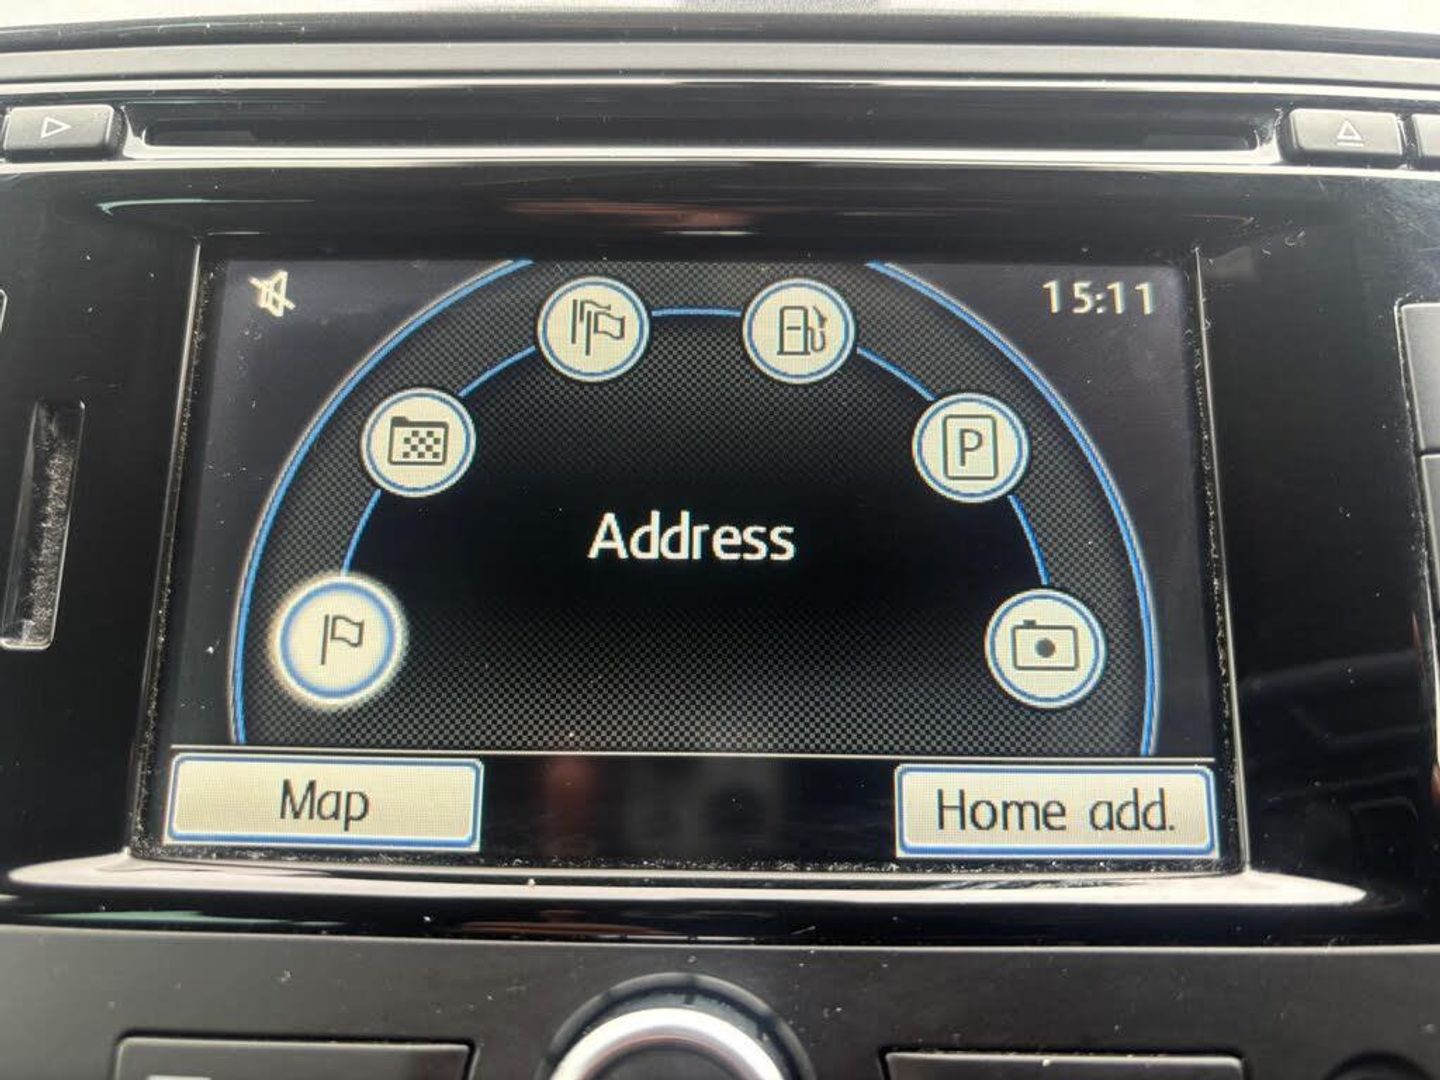 15:11
P
Address
Map
Home add.